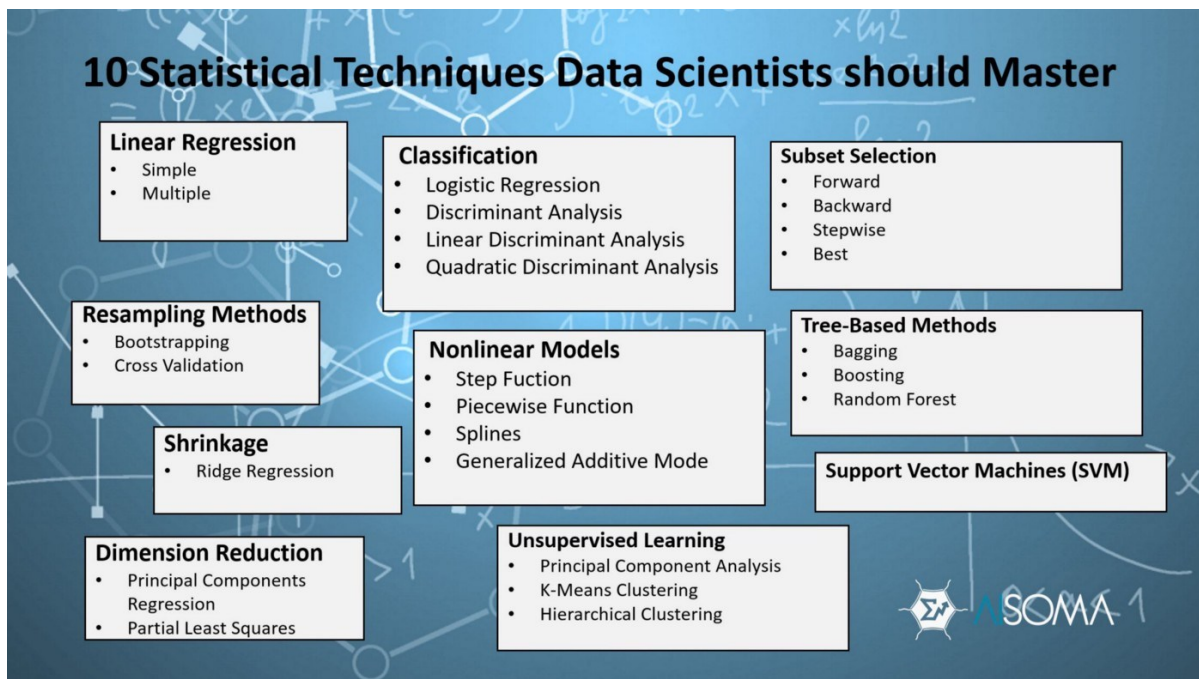 10 Statistical Techniques Data Scientists should Master
Linear Regression
• Simple
• Multiple
Classification
• Logistic Regression
• Discriminant Analysis
• Linear Discriminant Analysis
• Quadratic Discriminant Analysis
Subset Selection
• Forward
• Backward
• Stepwise
• Best
Resampling Methods
• Bootstrapping
• Cross Validation
Nonlinear Models
• Step Fuction
• Piecewise Function
• Splines
• Generalized Additive Mode
Tree-Based Methods
• Bagging
• Boosting
• Random Forest
Shrinkage
• Ridge Regression
Support Vector Machines (SVM)
Dimension Reduction
• Principal Components
Regression
• Partial Least Squares
Unsupervised Learning
• Principal Component Analysis
• K-Means Clustering
• Hierarchical Clustering
AISOMA